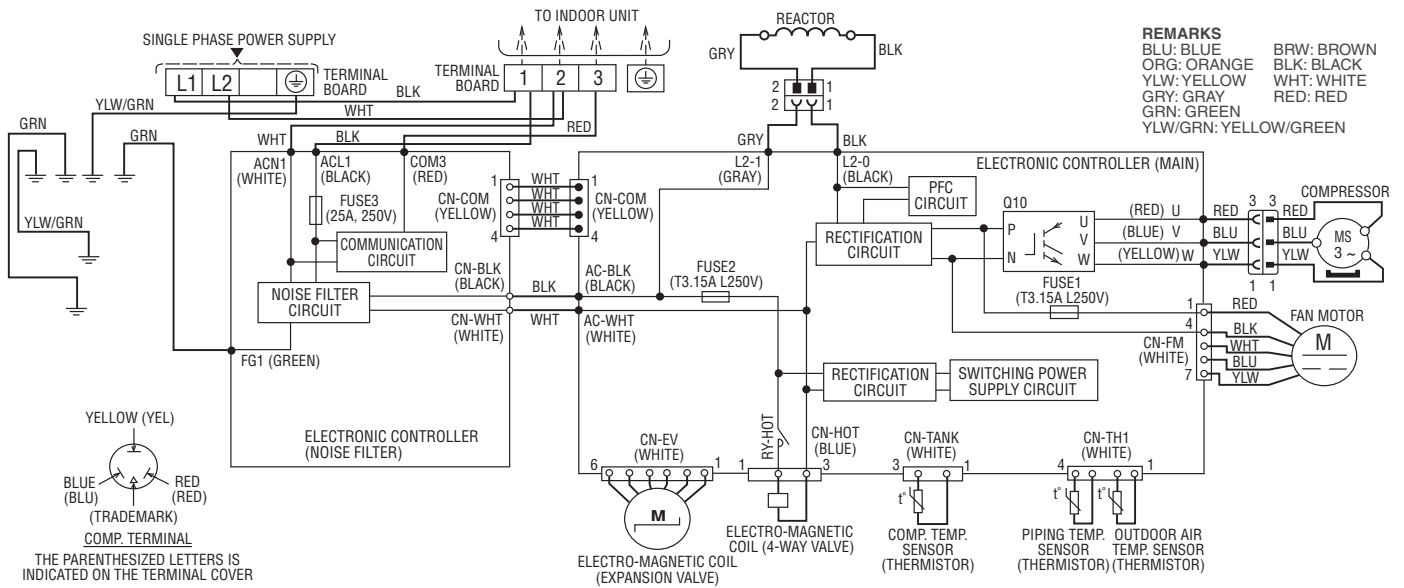 TO INDOOR UNIT
REACTOR
GRY
BLK
SINGLE PHASE POWER SUPPLY
L1 L2
TERMINAL
BOARD
TERMINAL
BOARD
1 2 3
BLK
WHT
RED
2 1
2 1
REMARKS
BLU: BLUE BRW: BROWN
ORG: ORANGE BLK: BLACK
YLW: YELLOW WHT: WHITE
GRY: GRAY RED: RED
GRN: GREEN
YLW/GRN: YELLOW/GREEN
YLW/GRN
GRN
GRN
YLW/GRN
WHT
BLK
GRY
BLK
ACN1
(WHITE)
ACL1
(BLACK)
COM3
(RED)
FUSE3
(25A, 250V)
COMMUNICATION
CIRCUIT
NOISE FILTER
CIRCUIT
FG1 (GREEN)
ELECTRONIC CONTROLLER
(NOISE FILTER)
1
CN-COM
(YELLOW)
4
WHT
WHT
WHT
WHT
1
CN-COM
(YELLOW)
4
CN-BLK
(BLACK)
BLK
AC-BLK
(BLACK)
CN-WHT
(WHITE)
WHT
AC-WHT
(WHITE)
L2-1
(GRAY)
L2-0
(BLACK)
ELECTRONIC CONTROLLER (MAIN)
PFC
CIRCUIT
RECTIFICATION
CIRCUIT
FUSE2
(T3.15A L250V)
Q10
P
N
U
V
W
(RED) U
(BLUE) V
(YELLOW) W
RED
BLU
YLW
3 3
1 1
RED
BLU
YLW
COMPRESSOR
MS
3 ~
FUSE1
(T3.15A L250V)
1
4
CN-FM
(WHITE)
7
RED
BLK
WHT
BLU
YLW
FAN MOTOR
M
RECTIFICATION
CIRCUIT
SWITCHING POWER
SUPPLY CIRCUIT
RY-HOT
CN-EV
(WHITE)
6 1
M
ELECTRO-MAGNETIC COIL
(EXPANSION VALVE)
CN-HOT
(BLUE)
1 3
ELECTRO-MAGNETIC
COIL (4-WAY VALVE)
CN-TANK
(WHITE)
3 1
t°
COMP. TEMP.
SENSOR
(THERMISTOR)
CN-TH1
(WHITE)
4 1
t° t°
PIPING TEMP.
SENSOR
(THERMISTOR)
OUTDOOR AIR
TEMP. SENSOR
(THERMISTOR)
YELLOW (YEL)
BLUE
(BLU)
RED
(RED)
(TRADEMARK)
COMP. TERMINAL
THE PARENTHESIZED LETTERS IS
INDICATED ON THE TERMINAL COVER